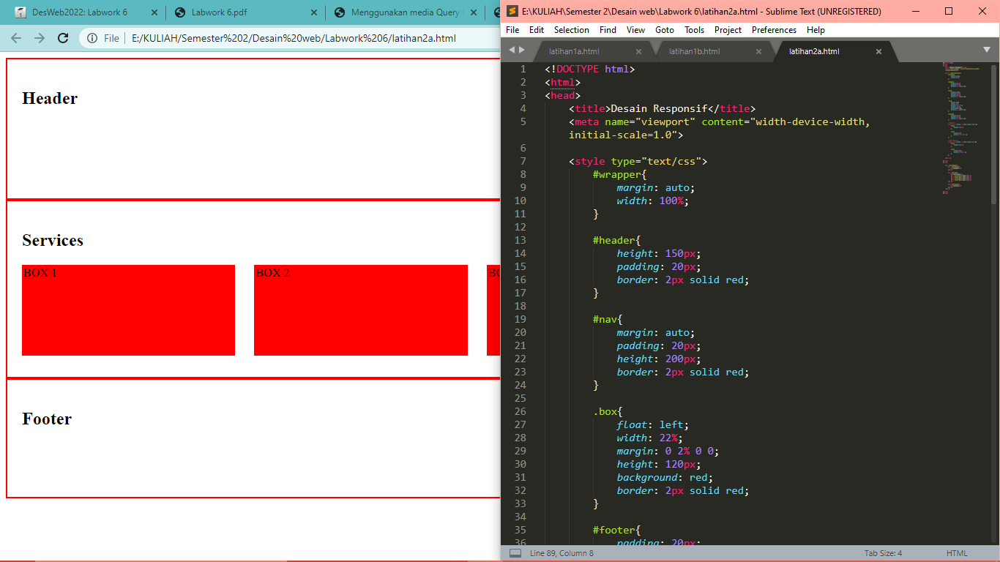 DesWeb2022: Labwork 6
Labwork 6.pdf
Menggunakan media Query
File E:/KULIAH/Semester%202/Desain%20web/Labwork%206/latihan2a.html
Header
Services
BOX 1
BOX 2
Footer
E:\KULIAH\Semester 2\Desain web\Labwork 6\latihan2a.html - Sublime Text (UNREGISTERED)
File Edit Selection Find View Goto Tools Project Preferences Help
latihan1a.html latihan1b.html latihan2a.html
1 <!DOCTYPE html>
2 <html>
3 <head>
4 <title>Desain Responsif</title>
5 <meta name="viewport" content="width-device-width,
initial-scale=1.0">
6
7 <style type="text/css">
8 #wrapper{
9 margin: auto;
10 width: 100%;
11 }
12
13 #header{
14 height: 150px;
15 padding: 20px;
16 border: 2px solid red;
17 }
18
19 #nav{
20 margin: auto;
21 padding: 20px;
22 height: 200px;
23 border: 2px solid red;
24 }
25
26 .box{
27 float: left;
28 width: 22%;
29 margin: 0 2% 0 0;
30 height: 120px;
31 background: red;
32 border: 2px solid red;
33 }
34
35 #footer{
36 padding: 20px;
Line 89, Column 8
Tab Size: 4
HTML